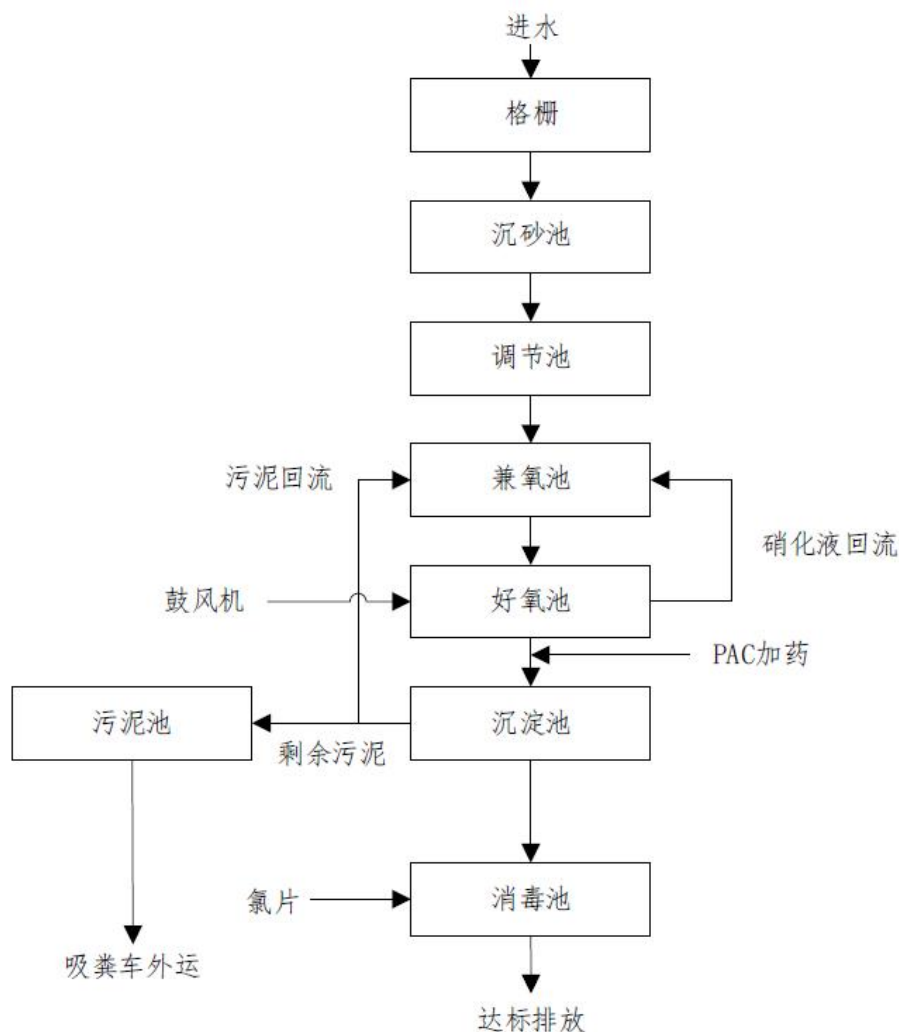 进水
格栅
沉砂池
调节池
污泥回流
兼氧池
硝化液回流
鼓风机
好氧池
PAC加药
污泥池
沉淀池
剩余污泥
氯片
消毒池
吸粪车外运
达标排放